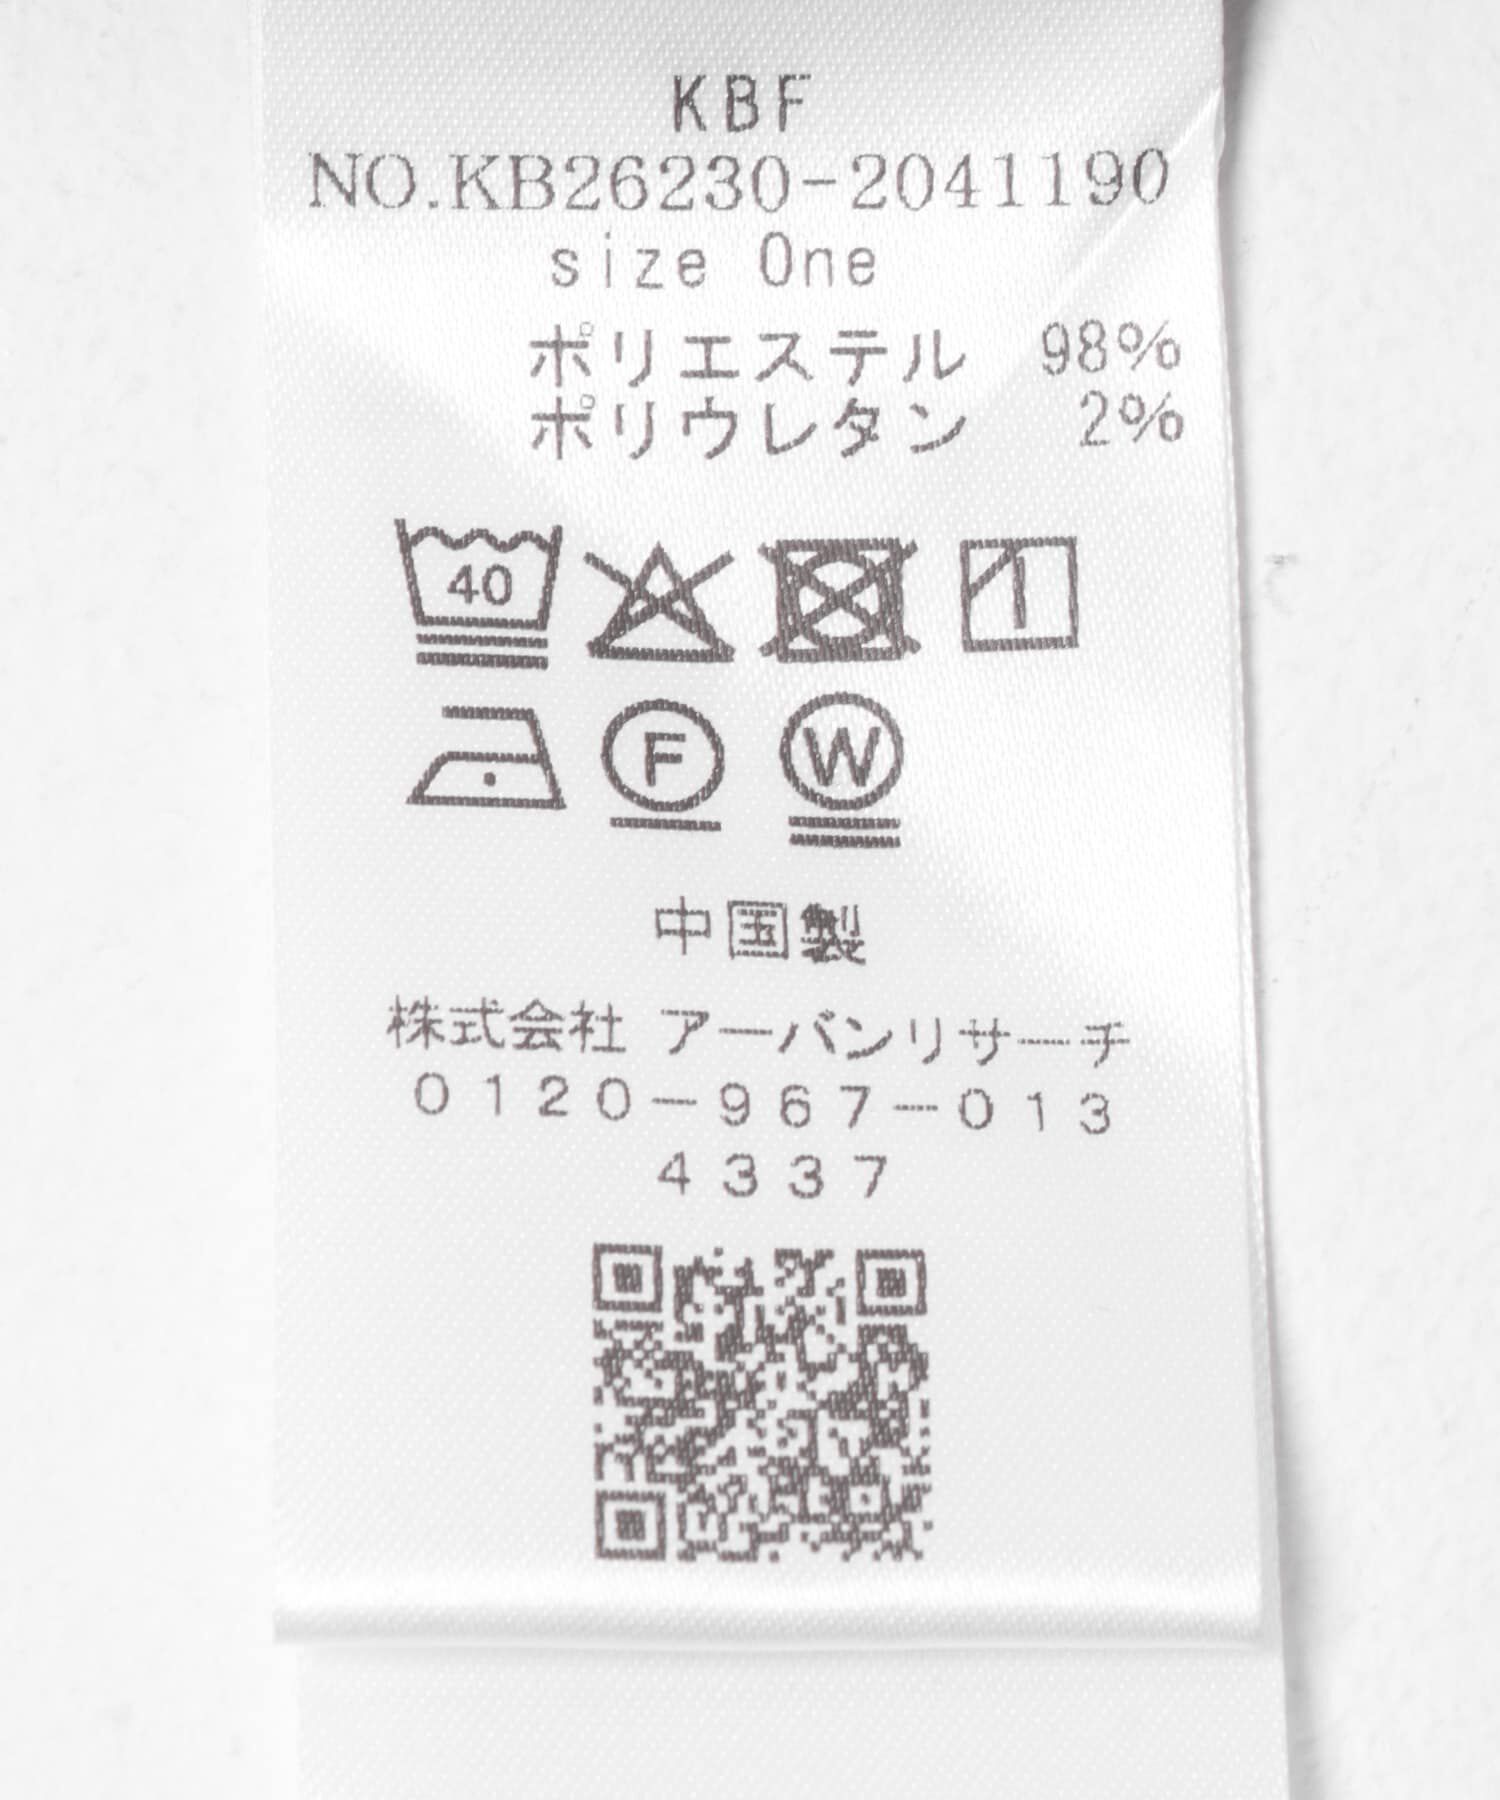 KBF
NO.KB26230-2041190
size One
ポリエステル 98%
ポリウレタン 2%
40
F W
中国製
株式会社 アーバンリサーチ
0120-967-013
4337